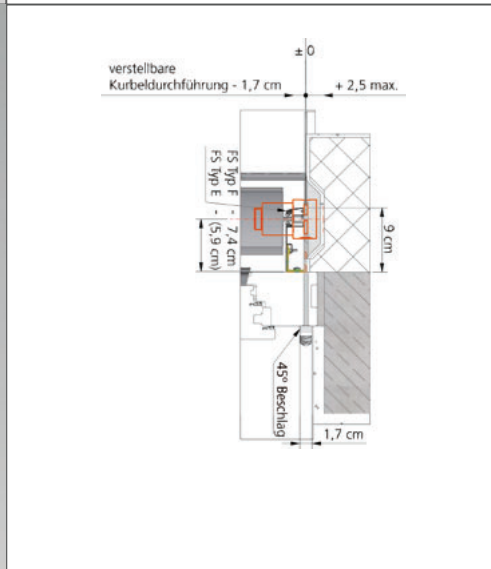 ± 0
verstellbare
Kurbeldurchführung - 1,7 cm
+ 2,5 max.
FS Typ F - 7,4 cm
FS Typ E - (5,9 cm)
9 cm
45° Beschlag
1,7 cm